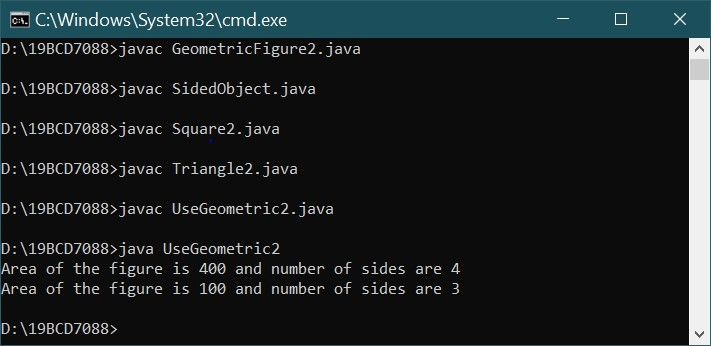 C:\Windows\System32\cmd.exe
D:\19BCD7088>javac GeometricFigure2.java
D:\19BCD7088>javac SidedObject.java
D:\19BCD7088>javac Square2.java
D:\19BCD7088>javac Triangle2.java
D:\19BCD7088>javac UseGeometric2.java
D:\19BCD7088>java UseGeometric2
Area of the figure is 400 and number of sides are 4
Area of the figure is 100 and number of sides are 3
D:\19BCD7088>